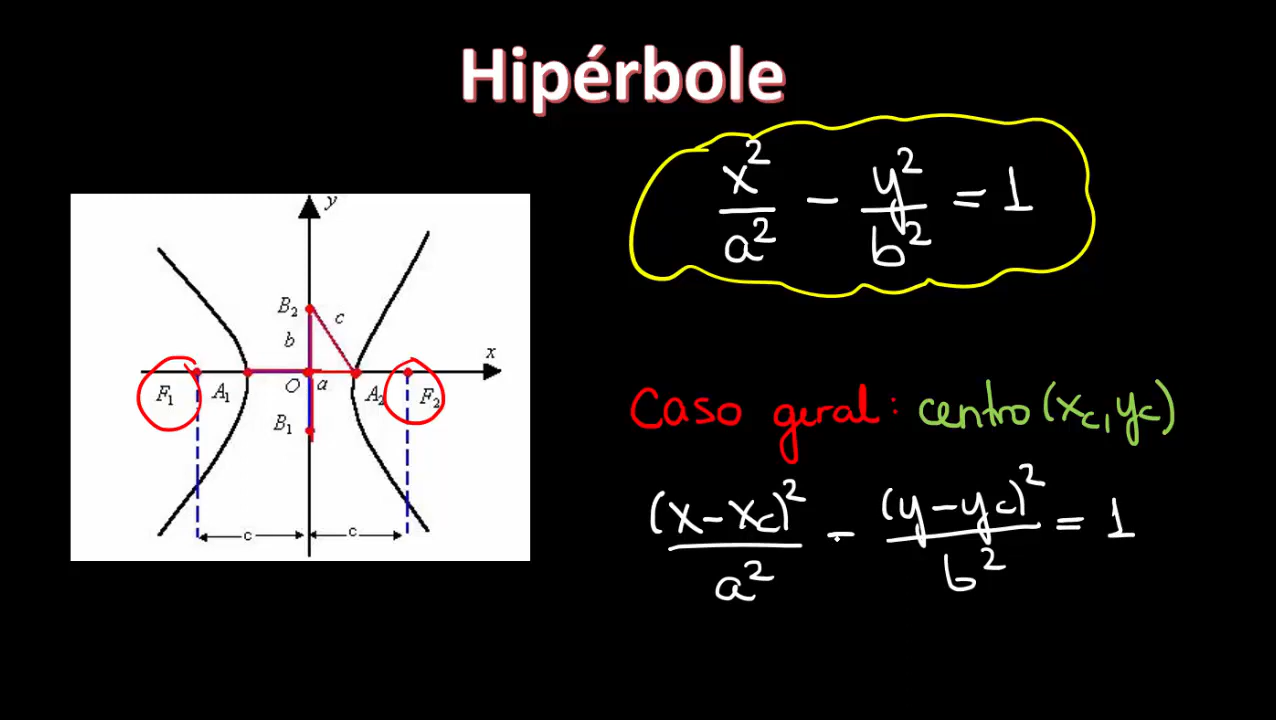 Hipérbole
x²/a² - y²/b² = 1
y
B₂
c
b
x
F₁ A₁ O a A₂ F₂
B₁
c c
Caso geral: centro (xc, yc)
(x-xc)²/a² - (y-yc)²/b² = 1